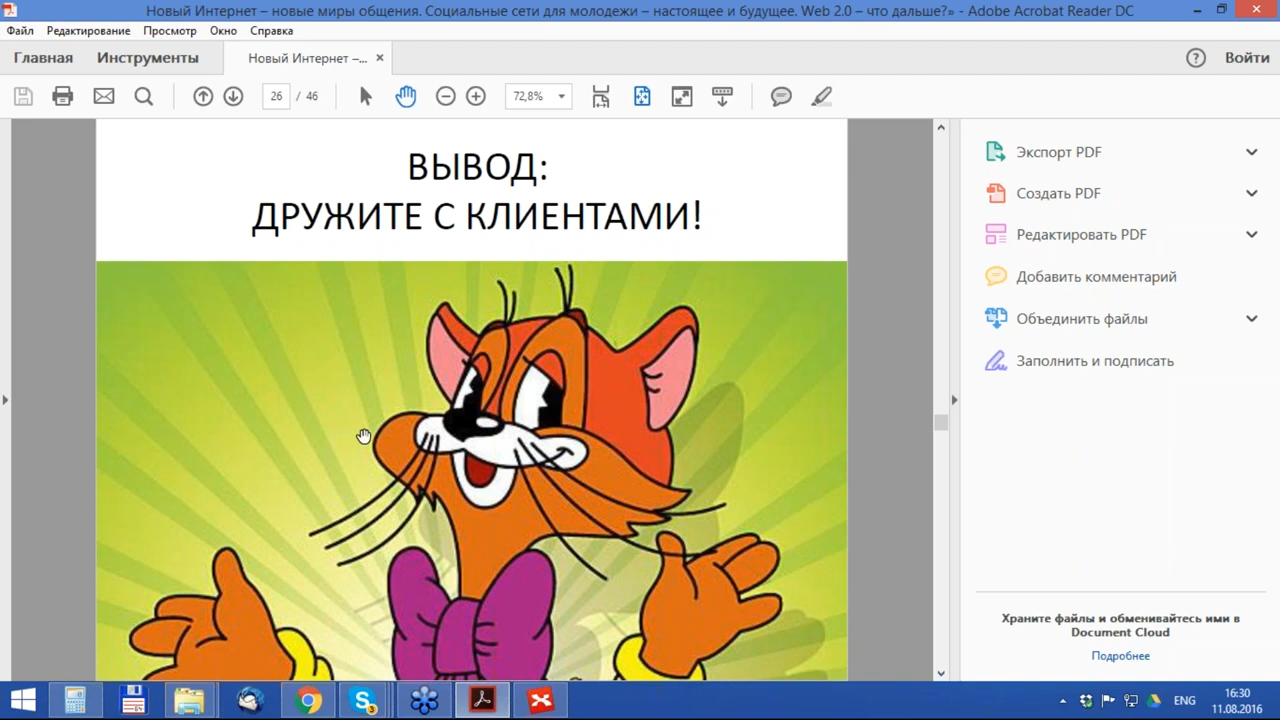 Новый Интернет – новые миры общения. Социальные сети для молодежи – настоящее и будущее. Web 2.0 – что дальше?» - Adobe Acrobat Reader DC
Файл Редактирование Просмотр Окно Справка
Главная Инструменты Новый Интернет –... × Войти
26 / 46 72,8%
ВЫВОД:
ДРУЖИТЕ С КЛИЕНТАМИ!
Экспорт PDF
Создать PDF
Редактировать PDF
Добавить комментарий
Объединить файлы
Заполнить и подписать
Храните файлы и обменивайтесь ими в
Document Cloud
Подробнее
64
S 3
ENG
16:30
11.08.2016